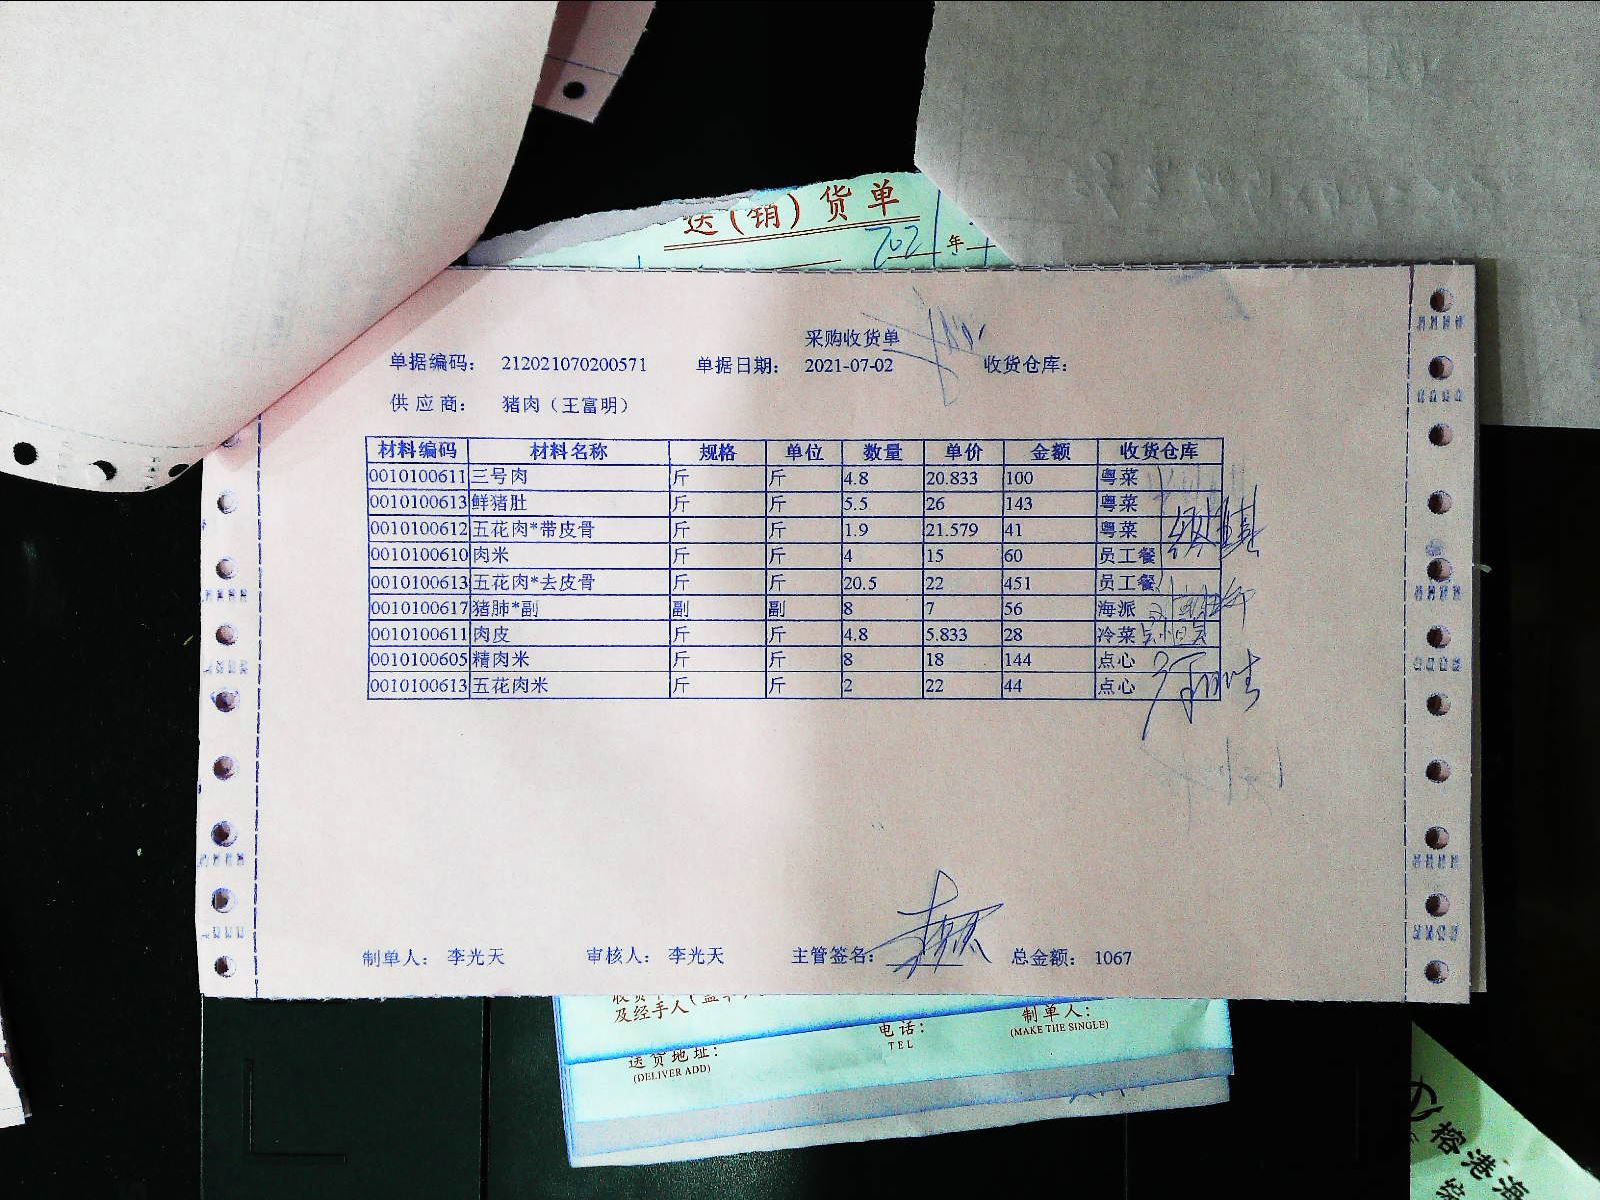 送(销)货单
2021年
采购收货单
单据编码： 212021070200571 单据日期： 2021-07-02 收货仓库：
供应商： 猪肉（王富明）
材料编码 材料名称 规格 单位 数量 单价 金额 收货仓库
0010100611 三号肉 斤 斤 4.8 20.833 100 粤菜
0010100613 鲜猪肚 斤 斤 5.5 26 143 粤菜
0010100612 五花肉*带皮骨 斤 斤 1.9 21.579 41 粤菜
0010100610 肉米 斤 斤 4 15 60 员工餐
0010100613 五花肉*去皮骨 斤 斤 20.5 22 451 员工餐
0010100617 猪肺*副 副 副 8 7 56 海派
0010100611 肉皮 斤 斤 4.8 5.833 28 冷菜
0010100605 精肉米 斤 斤 8 18 144 点心
0010100613 五花肉米 斤 斤 2 22 44 点心
制单人： 李光天 审核人： 李光天 主管签名： 总金额： 1067
及经手人
电话： 制单人：
TEL (MAKE THE SINGLE)
送货地址：
(DELIVER ADD)
榕港海